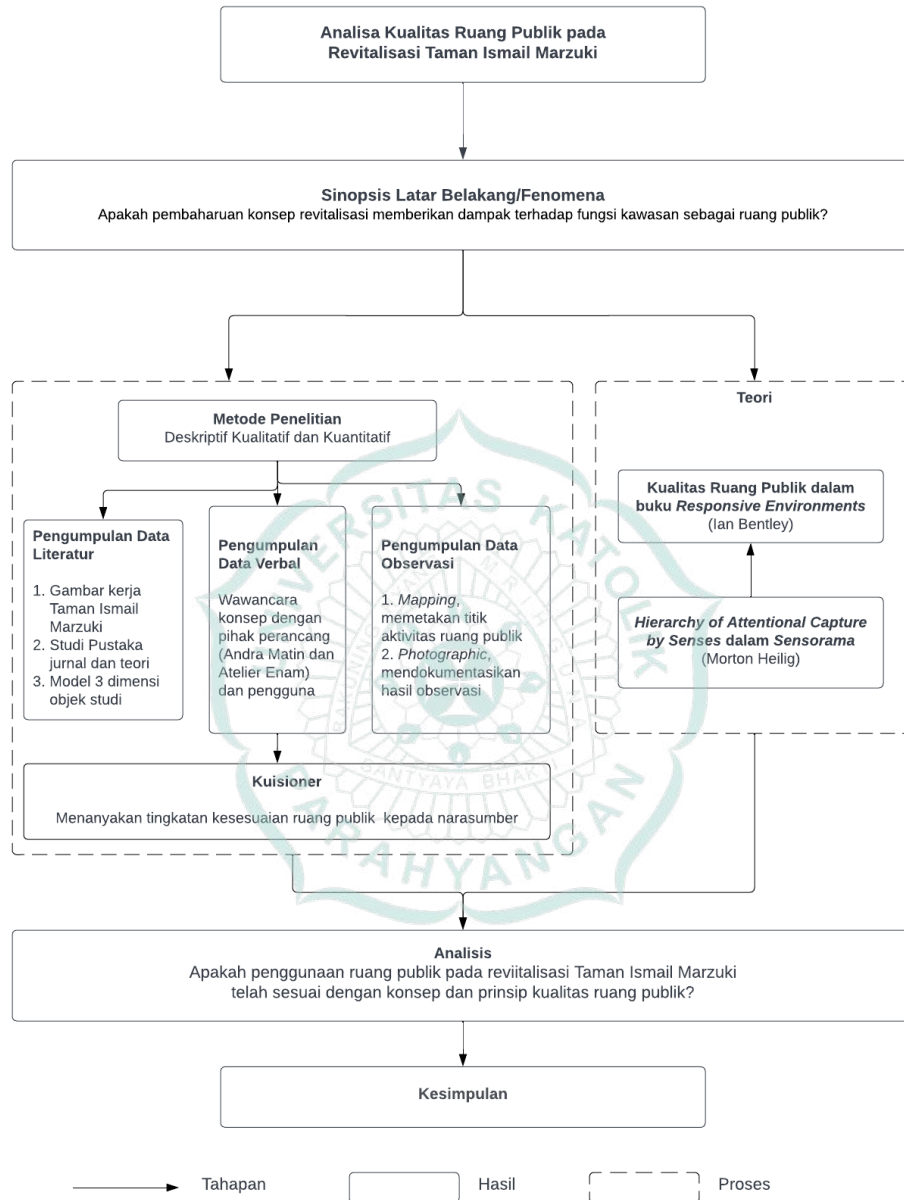 Analisa Kualitas Ruang Publik pada
Revitalisasi Taman Ismail Marzuki
Sinopsis Latar Belakang/Fenomena
Apakah pembaharuan konsep revitalisasi memberikan dampak terhadap fungsi kawasan sebagai ruang publik?
Metode Penelitian
Deskriptif Kualitatif dan Kuantitatif
Pengumpulan Data
Literatur
1. Gambar kerja
Taman Ismail
Marzuki
2. Studi Pustaka
jurnal dan teori
3. Model 3 dimensi
objek studi
Pengumpulan
Data Verbal
Wawancara
konsep dengan
pihak perancang
(Andra Matin dan
Atelier Enam)
dan pengguna
Pengumpulan Data
Observasi
1. Mapping,
memetakan titik
aktivitas ruang publik
2. Photographic,
mendokumentasikan
hasil observasi
Kuisioner
Menanyakan tingkatan kesesuaian ruang publik kepada narasumber
Teori
Kualitas Ruang Publik dalam
buku Responsive Environments
(Ian Bentley)
Hierarchy of Attentional Capture
by Senses dalam Sensorama
(Morton Heilig)
Analisis
Apakah penggunaan ruang publik pada reviitalisasi Taman Ismail Marzuki
telah sesuai dengan konsep dan prinsip kualitas ruang publik?
Kesimpulan
Tahapan
Hasil
Proses
UNIVERSITAS KATOLIK
PARAHYANGAN